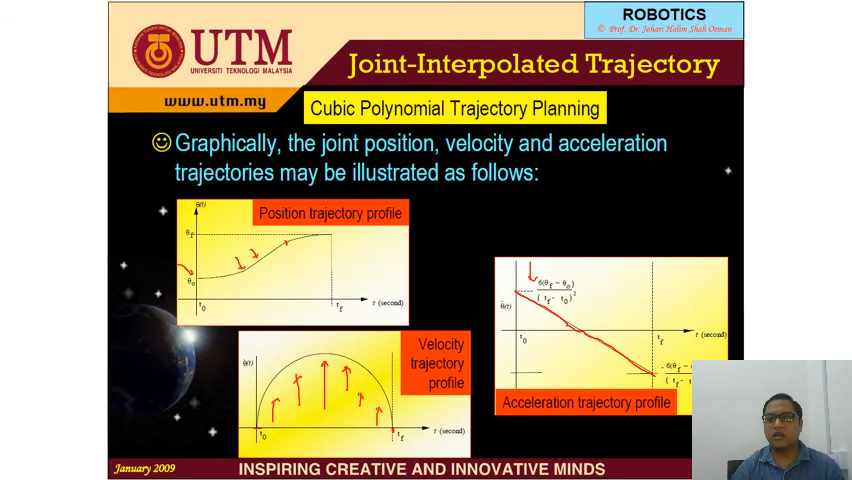 ROBOTICS
© Prof. Dr. Johari Halim Shah Osman
UTM
UNIVERSITI TEKNOLOGI MALAYSIA
Joint-Interpolated Trajectory
www.utm.my
Cubic Polynomial Trajectory Planning
Graphically, the joint position, velocity and acceleration
trajectories may be illustrated as follows:
θ(t)
Position trajectory profile
θf
θo
t0
tf
t (second)
6(θf − θo)
(tf - t0)²
θ̈(t)
t0
tf
t (second)
6(θf −
(tf -
Acceleration trajectory profile
Velocity
trajectory
profile
θ̇(t)
t0
tf
t (second)
January 2009
INSPIRING CREATIVE AND INNOVATIVE MINDS